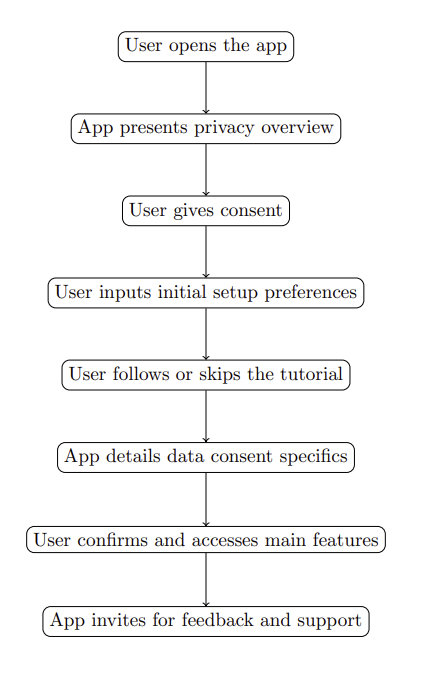 User opens the app
App presents privacy overview
User gives consent
User inputs initial setup preferences
User follows or skips the tutorial
App details data consent specifics
User confirms and accesses main features
App invites for feedback and support